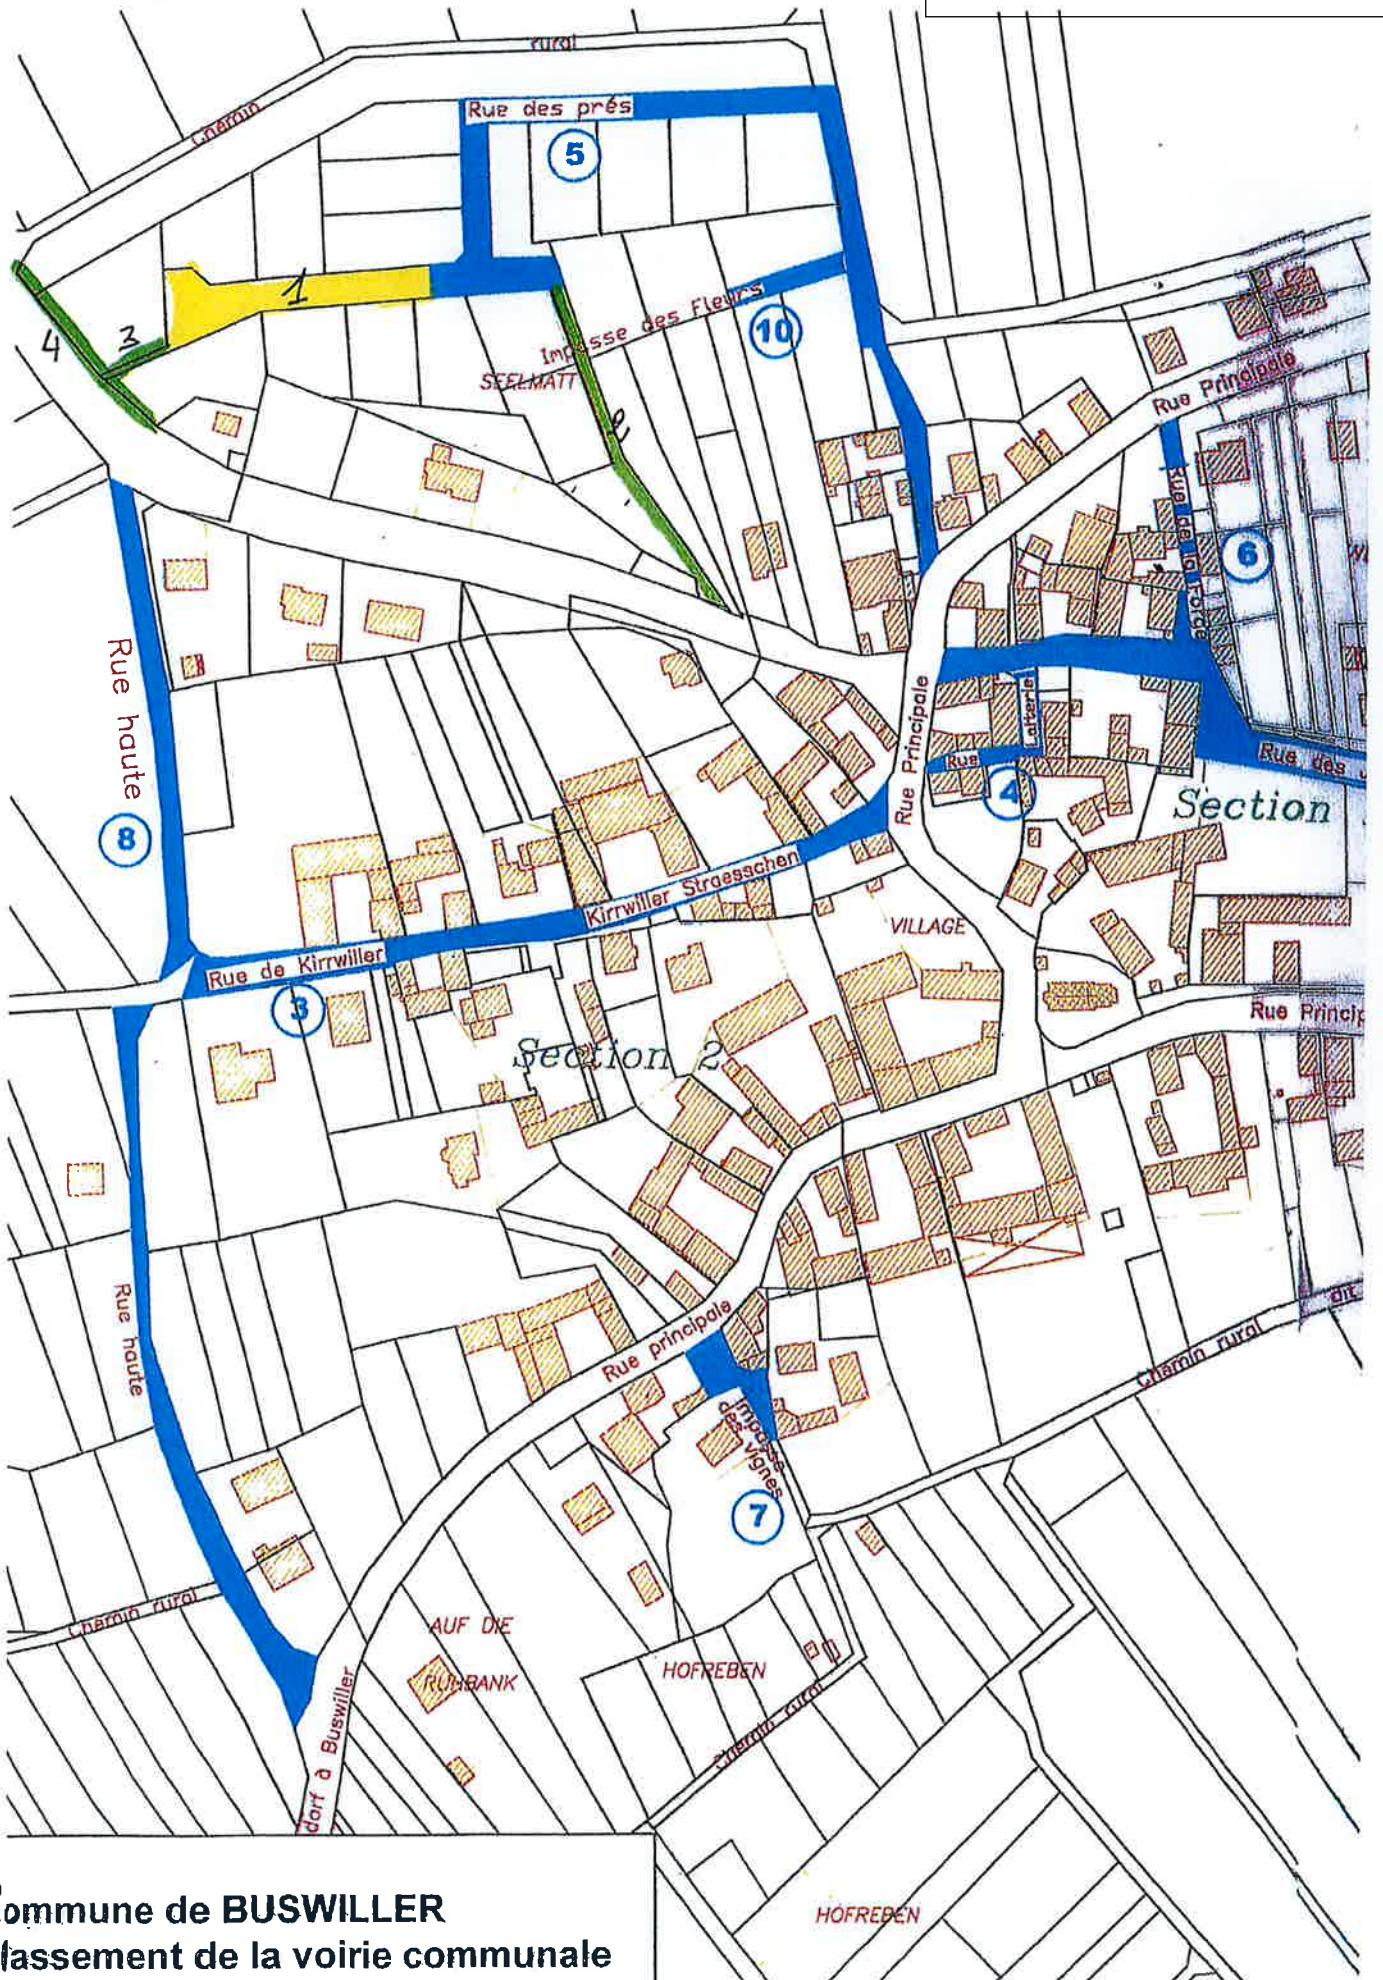 rural
Chemin
Rue des prés
5
1
3
4
Impasse des Fleurs
10
SEELMATT
2
Rue Principale
Rue de la Forge
6
Rue haute
8
Rue Principale
Laiterie
Rue
4
Rue des
Section
Kirrwiller Straesschen
VILLAGE
Rue de Kirrwiller
3
Rue Princip
Section 2
Rue haute
Rue principale
dit
Chemin rural
Impasse
des Vignes
7
Chemin rural
AUF DIE
RUHBANK
HOFREBEN
Chemin rural
dorf à Buswiller
HOFREBEN
ommune de BUSWILLER
lassement de la voirie communale